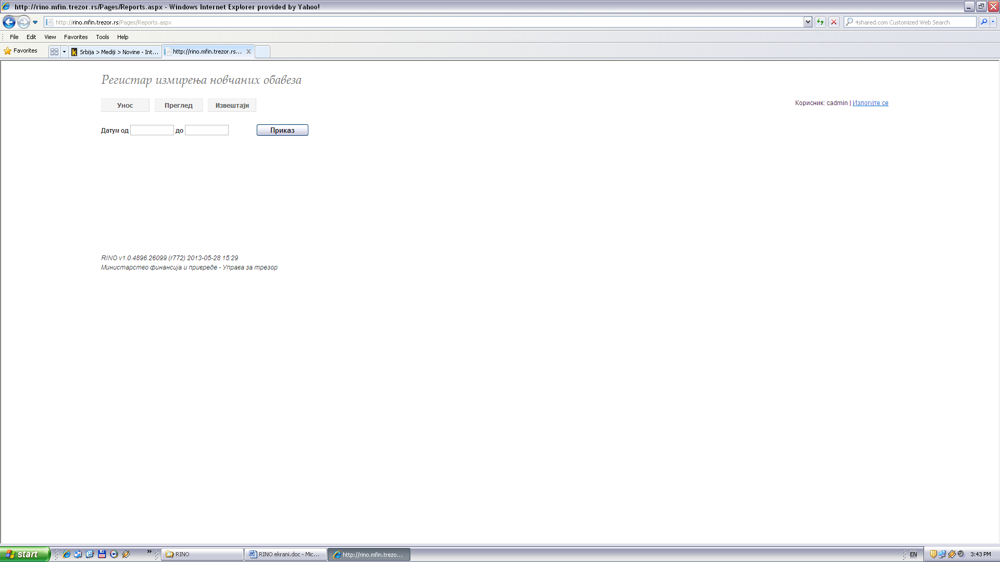 http://rino.mfin.trezor.rs/Pages/Reports.aspx - Windows Internet Explorer provided by Yahoo!
http://rino.mfin.trezor.rs/Pages/Reports.aspx
4shared.com Customized Web Search
File Edit View Favorites Tools Help
Favorites
Srbija > Mediji > Novine - Int...
http://rino.mfin.trezor.rs...
Регистар измирења новчаних обавеза
Унос Преглед Извештаји
Корисник: cadmin | Излогујте се
Датум од до Приказ
RINO v1.0.4896.26099 (r772) 2013-05-28 15:29
Министарство финансија и привреде - Управа за трезор
start
RINO
RINO ekrani.doc - Mic...
http://rino.mfin.trezo...
EN
3:43 PM